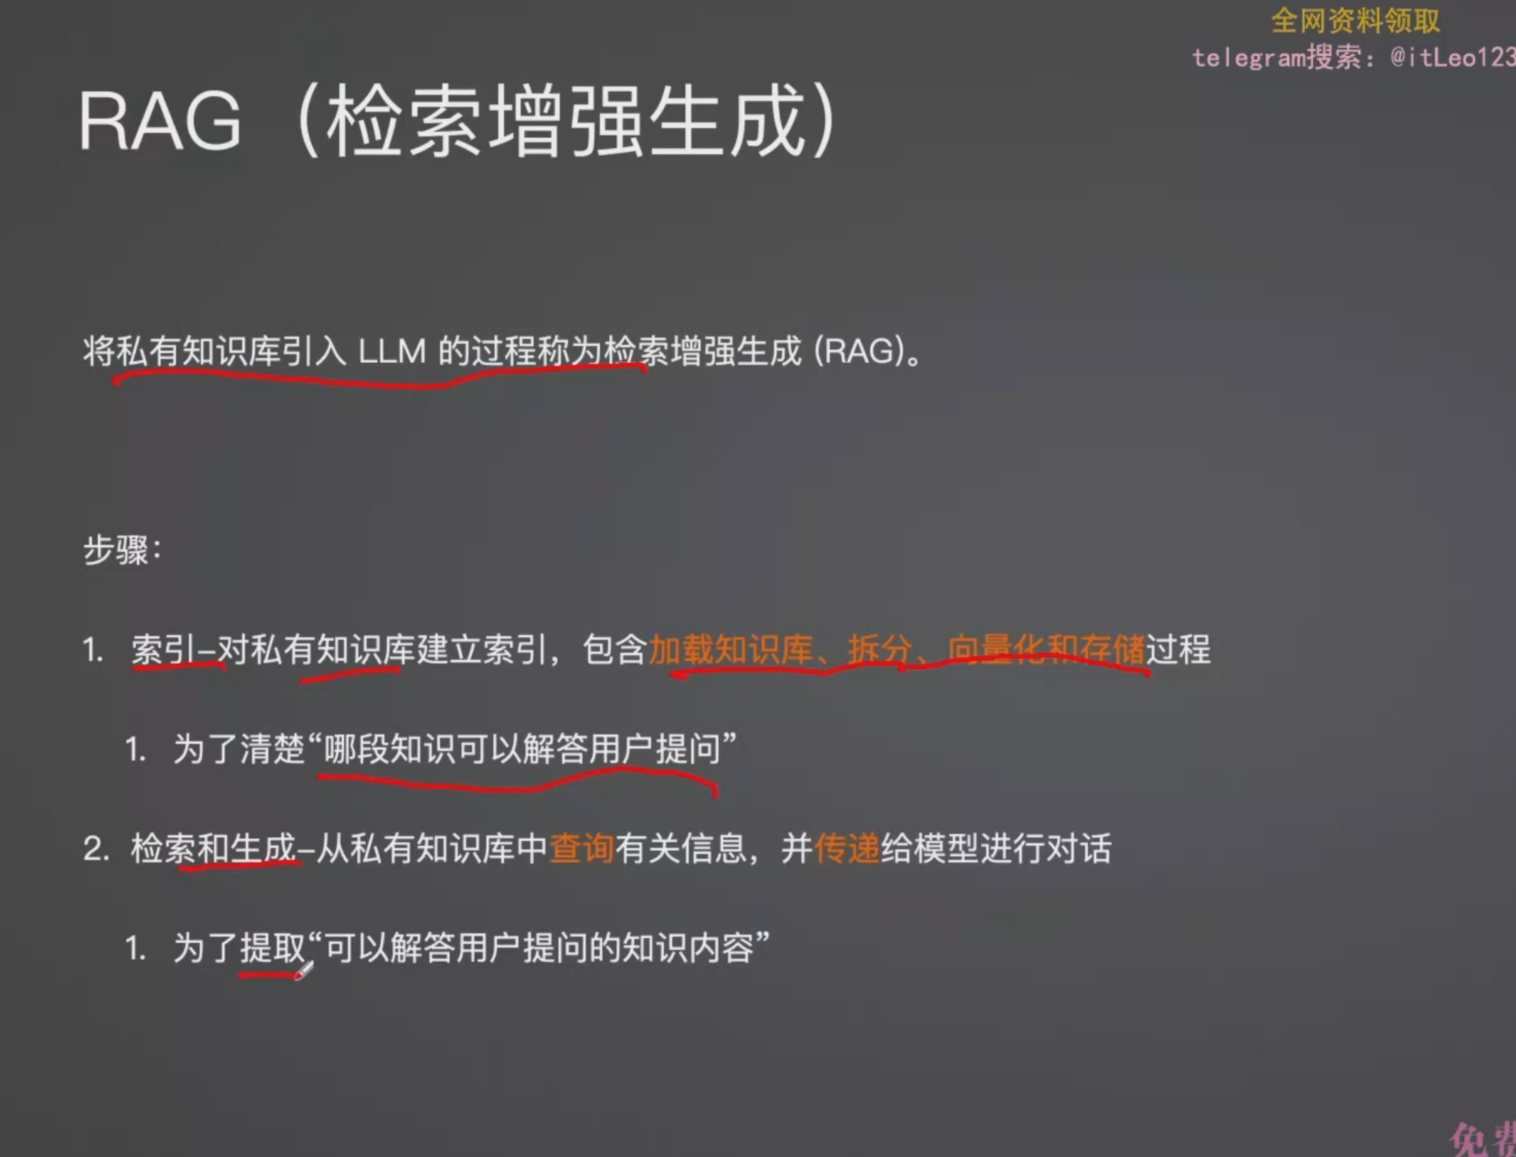 全网资料领取
telegram搜索：@itLeo123
RAG（检索增强生成）
将私有知识库引入 LLM 的过程称为检索增强生成 (RAG)。
步骤：
1. 索引–对私有知识库建立索引，包含加载知识库、拆分、向量化和存储过程
1. 为了清楚“哪段知识可以解答用户提问”
2. 检索和生成–从私有知识库中查询有关信息，并传递给模型进行对话
1. 为了提取“可以解答用户提问的知识内容”
免费